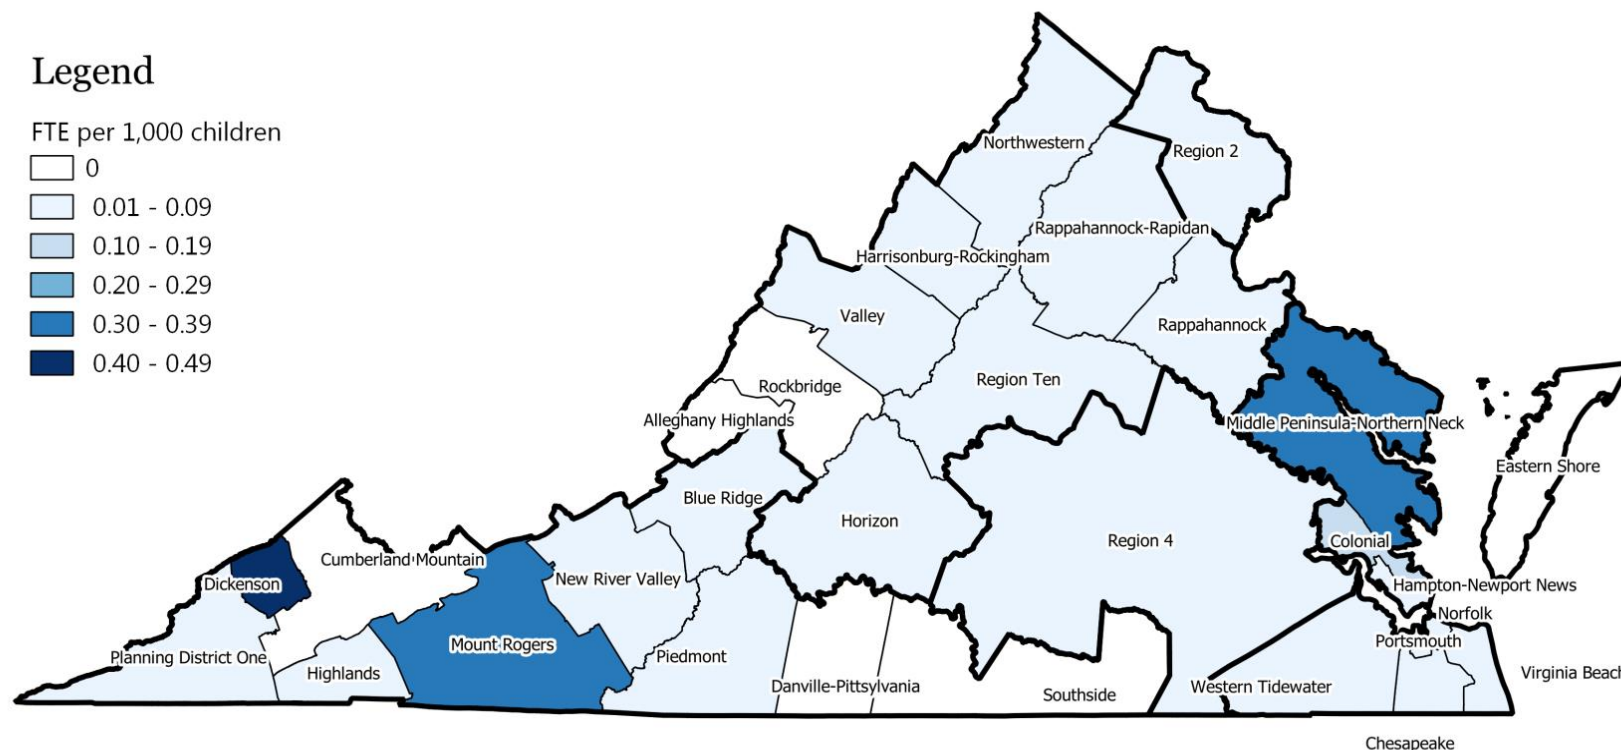 Legend
FTE per 1,000 children
0
0.01 - 0.09
0.10 - 0.19
0.20 - 0.29
0.30 - 0.39
0.40 - 0.49
Northwestern
Region 2
Rappahannock-Rapidan
Harrisonburg-Rockingham
Valley
Rappahannock
Region Ten
Rockbridge
Alleghany Highlands
Middle Peninsula-Northern Neck
Eastern Shore
Blue Ridge
Horizon
Region 4
Colonial
Cumberland Mountain
Dickenson
New River Valley
Hampton-Newport News
Norfolk
Portsmouth
Mount Rogers
Piedmont
Planning District One
Highlands
Danville-Pittsylvania
Southside
Western Tidewater
Virginia Beach
Chesapeake